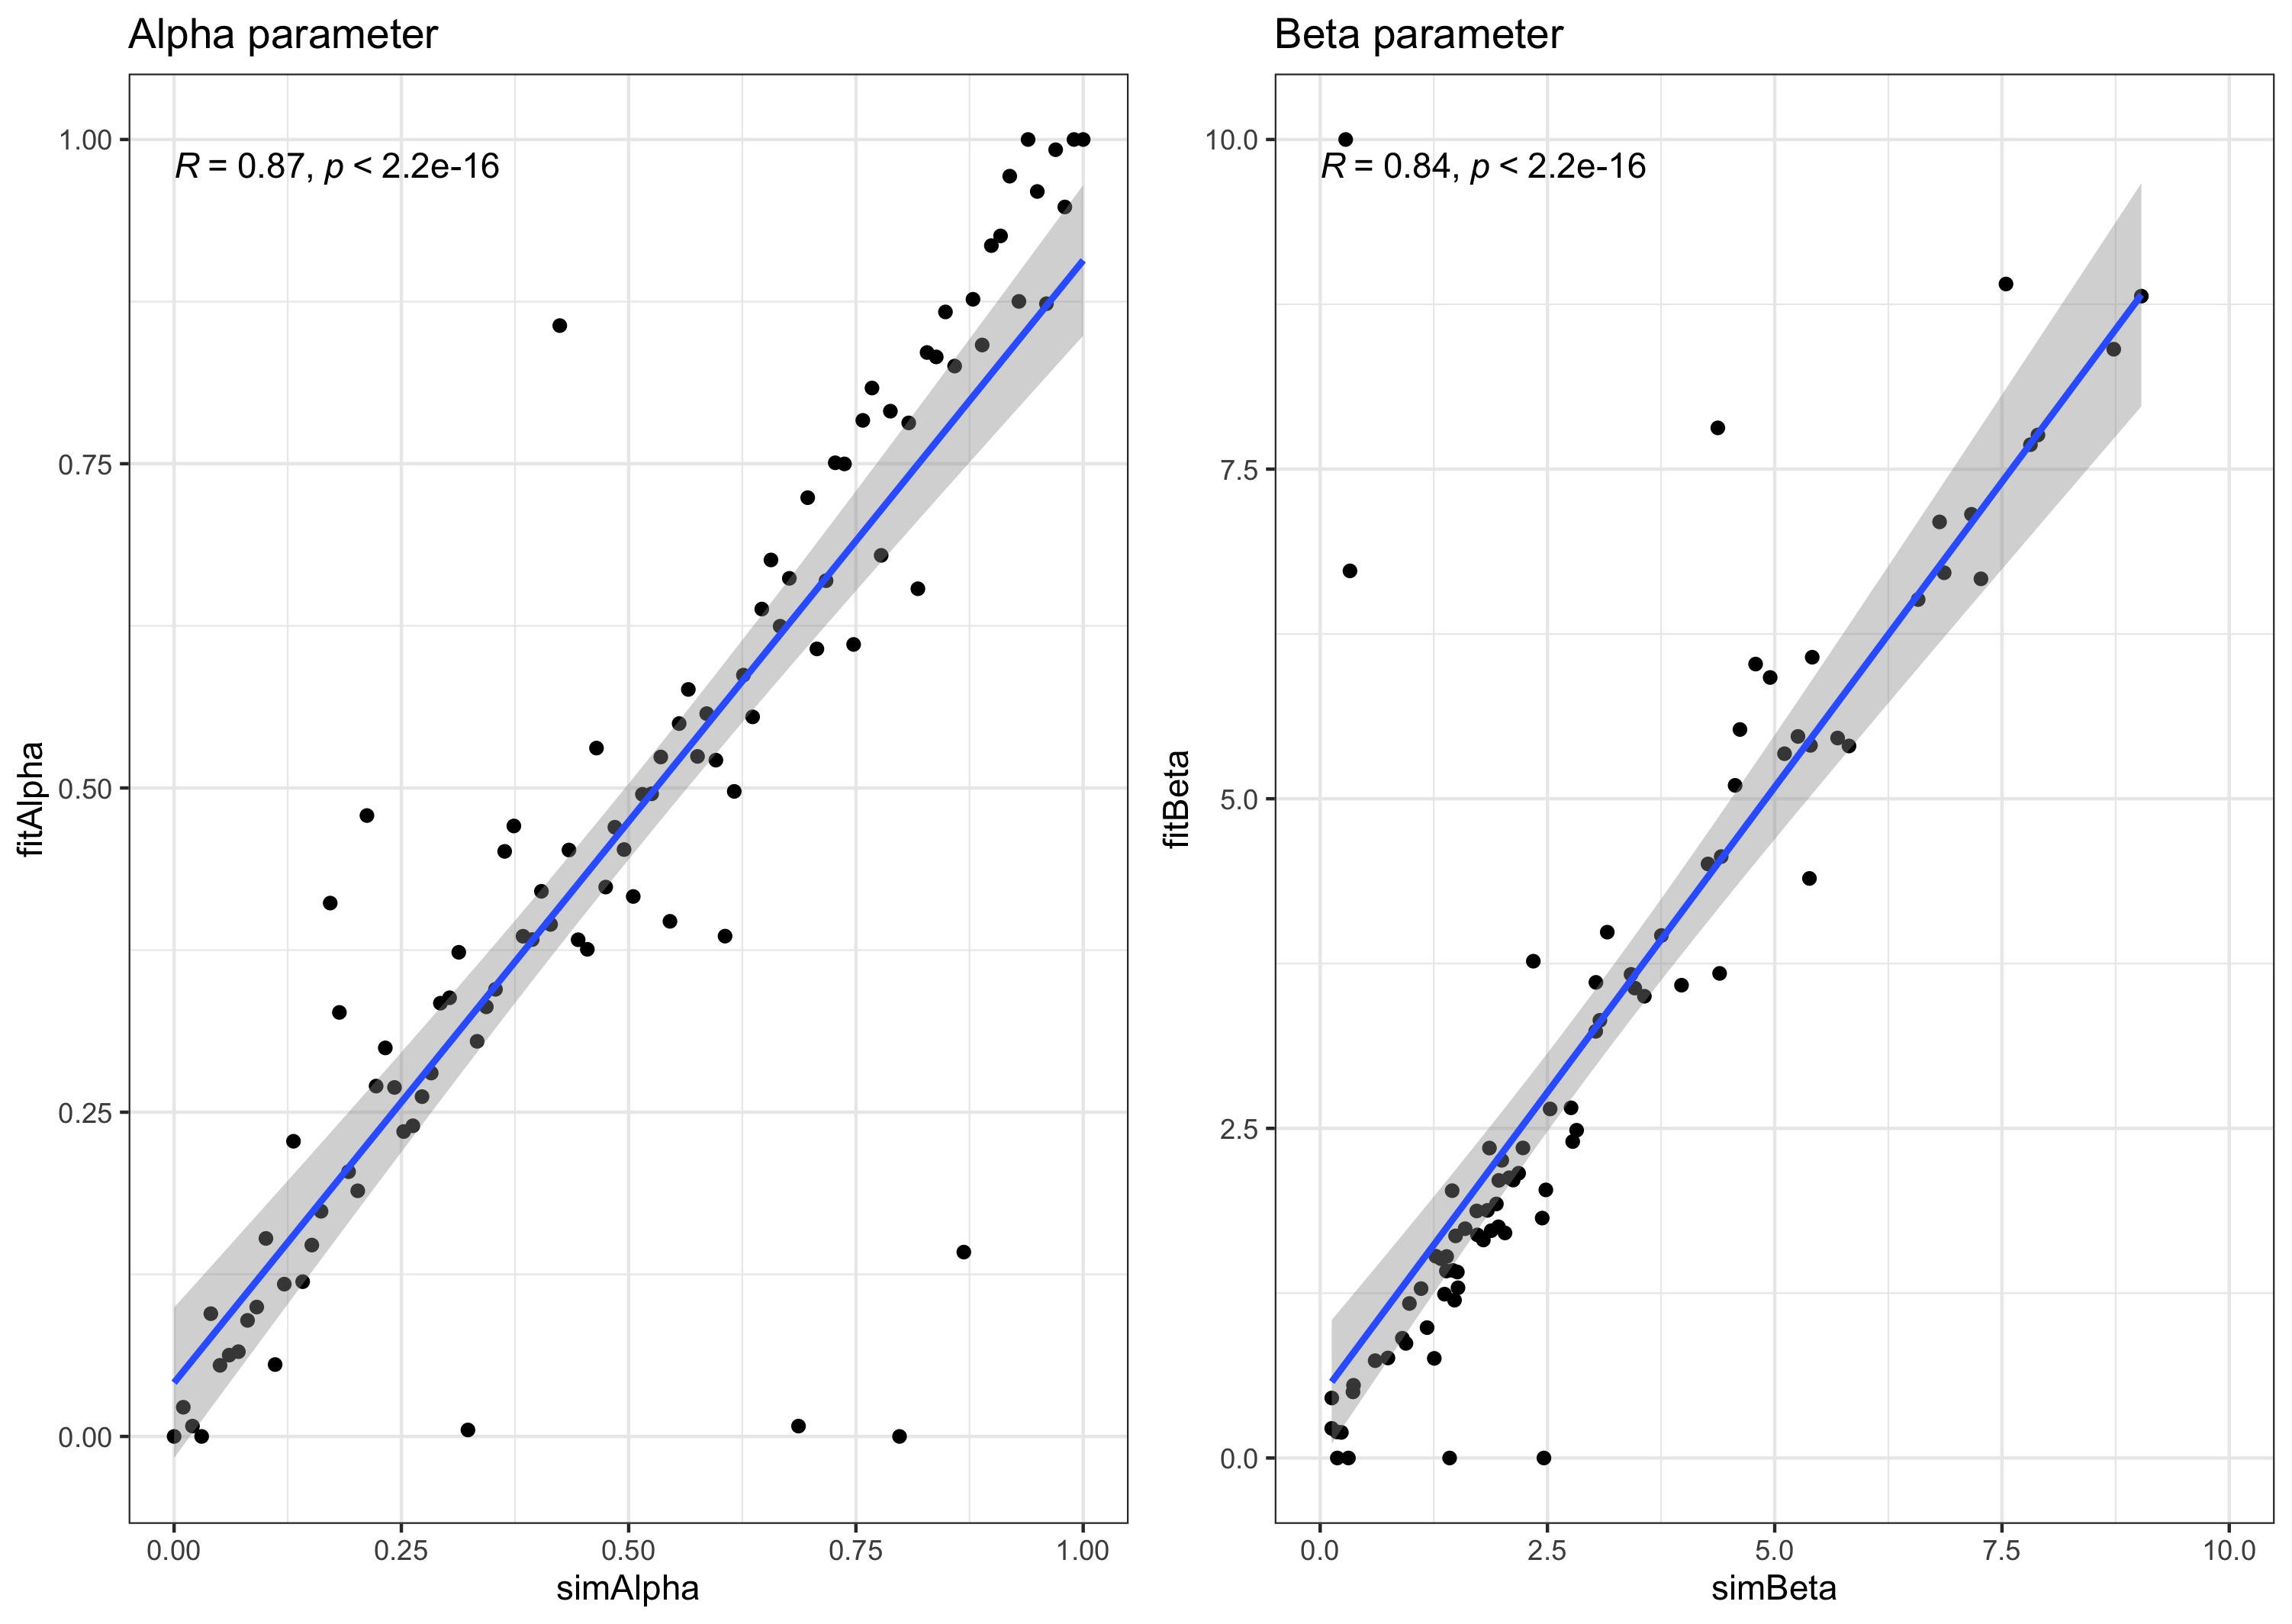 Alpha parameter
R = 0.87, p < 2.2e-16
1.00
0.75
0.50
0.25
0.00
fitAlpha
0.00 0.25 0.50 0.75 1.00
simAlpha
Beta parameter
R = 0.84, p < 2.2e-16
10.0
7.5
5.0
2.5
0.0
fitBeta
0.0 2.5 5.0 7.5 10.0
simBeta